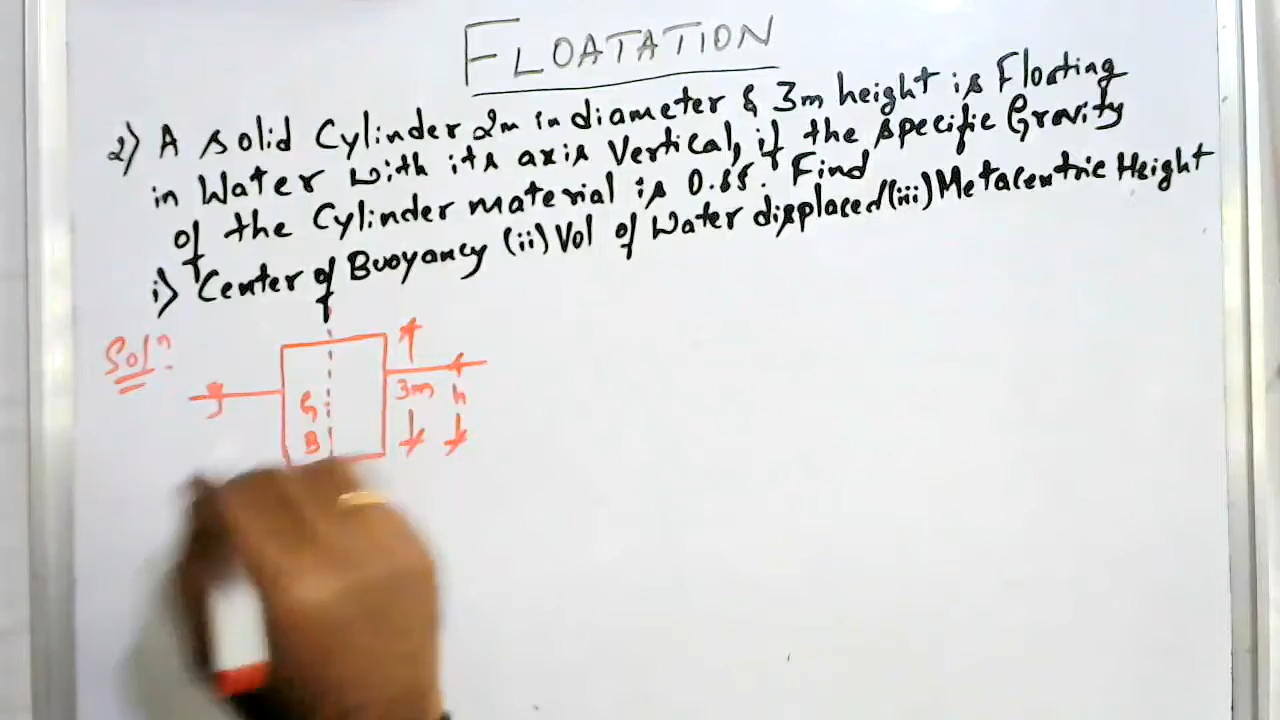 FLOATATION
2) A solid Cylinder 2m in diameter & 3m height is Floating
in Water with its axis Vertical, if the specific Gravity
of the Cylinder material is 0.65. Find
i) Center of Buoyancy (ii) Vol of Water displaced (iii) Metacentric Height
Soln:
3m h
G
B